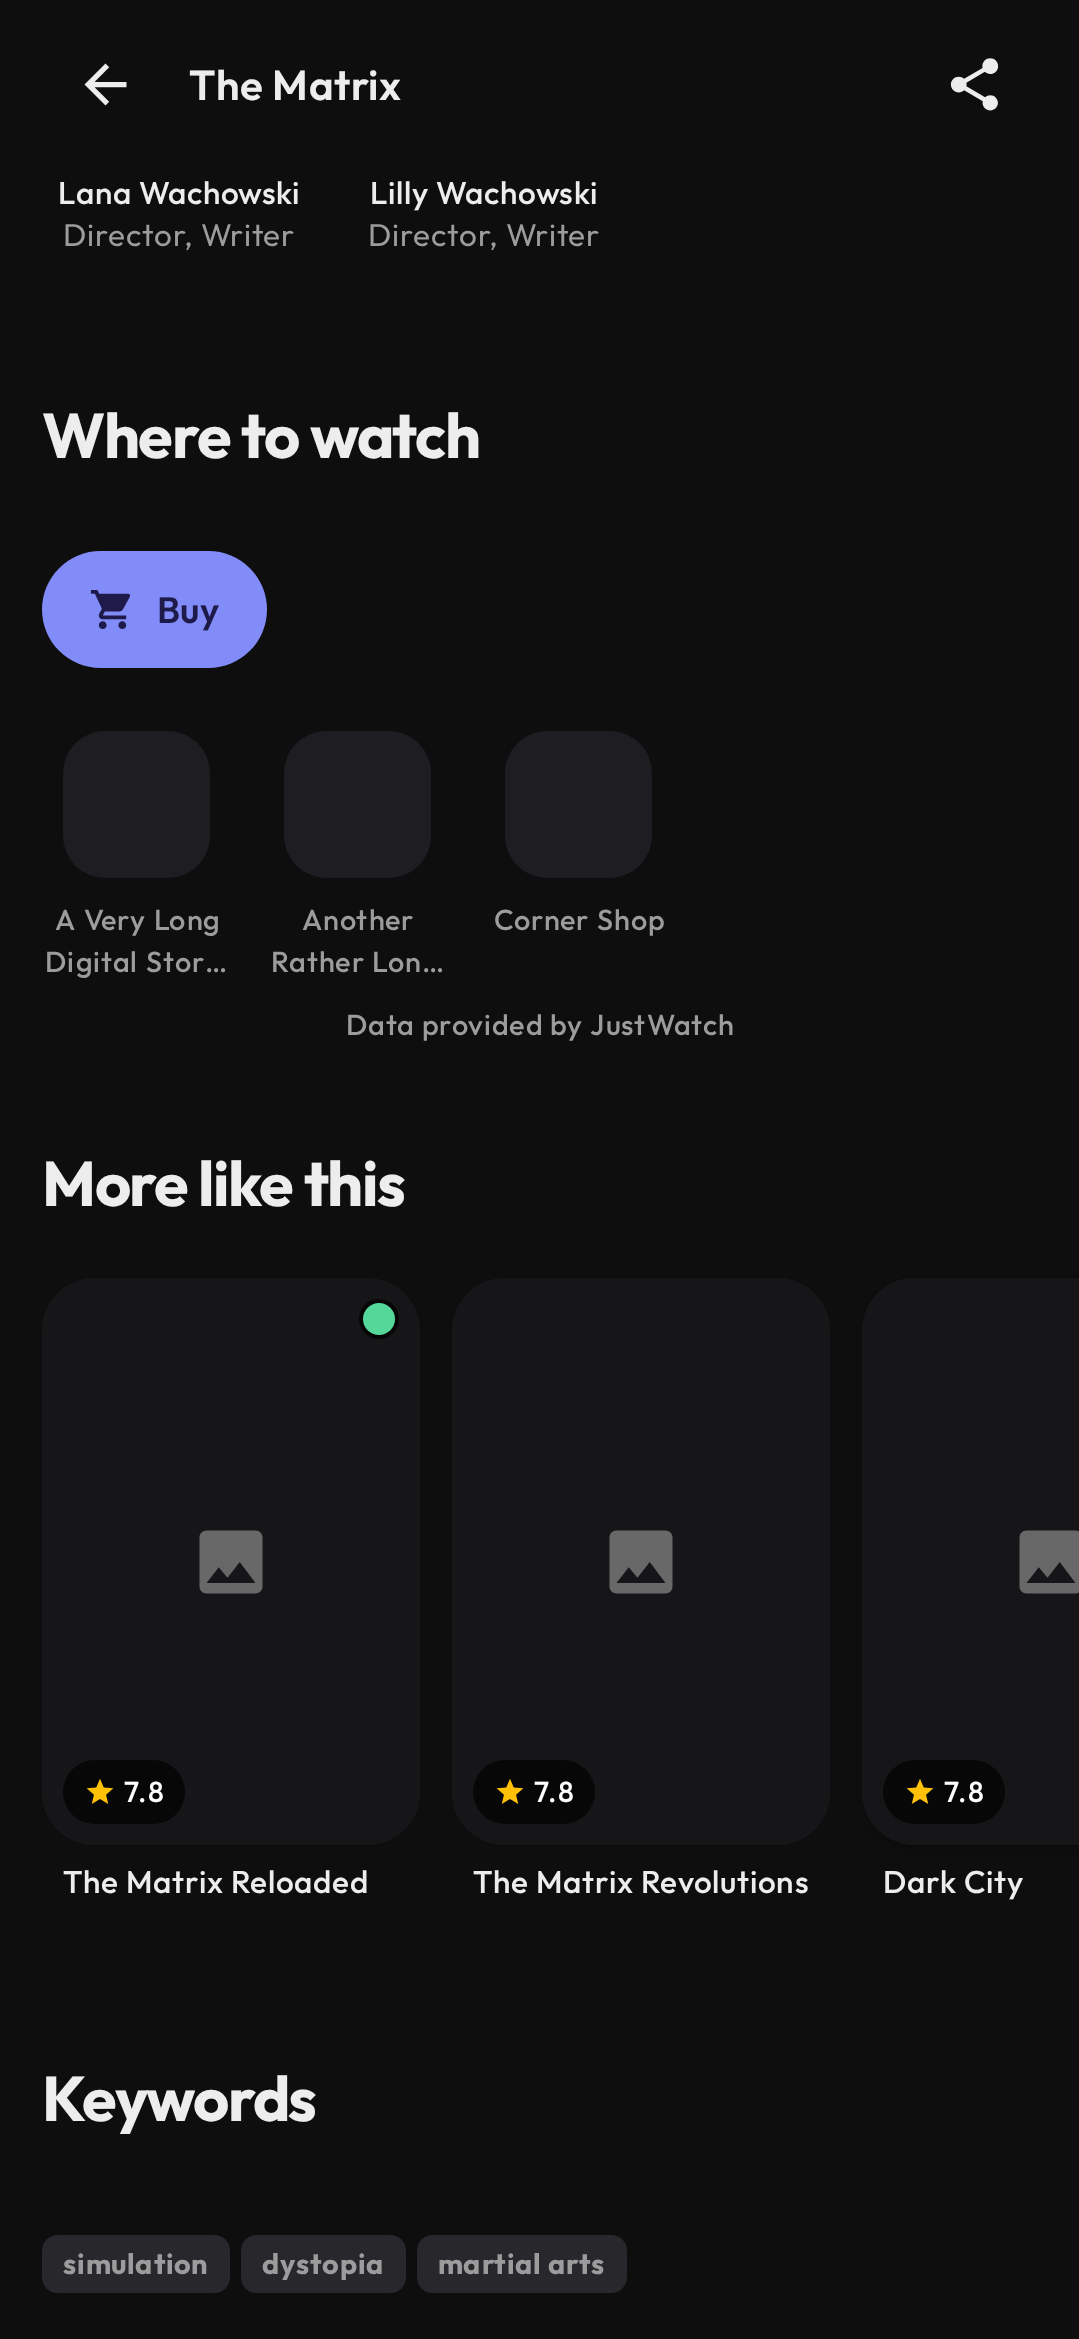 The Matrix
Lana Wachowski
Director, Writer
Lilly Wachowski
Director, Writer
Where to watch
Buy
A Very Long
Digital Stor...
Another
Rather Lon...
Corner Shop
Data provided by JustWatch
More like this
7.8
The Matrix Reloaded
7.8
The Matrix Revolutions
7.8
Dark City
Keywords
simulation
dystopia
martial arts